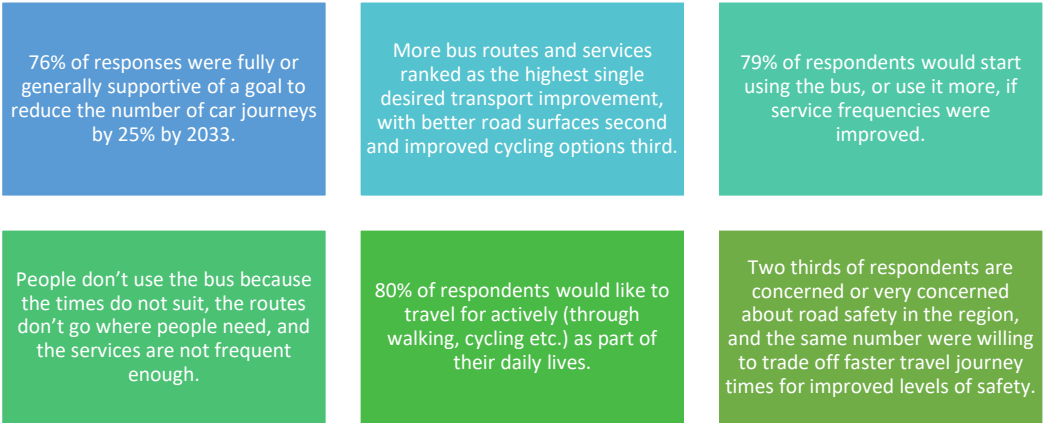 76% of responses were fully or
generally supportive of a goal to
reduce the number of car journeys
by 25% by 2033.
More bus routes and services
ranked as the highest single
desired transport improvement,
with better road surfaces second
and improved cycling options third.
79% of respondents would start
using the bus, or use it more, if
service frequencies were
improved.
People don’t use the bus because
the times do not suit, the routes
don’t go where people need, and
the services are not frequent
enough.
80% of respondents would like to
travel for actively (through
walking, cycling etc.) as part of
their daily lives.
Two thirds of respondents are
concerned or very concerned
about road safety in the region,
and the same number were willing
to trade off faster travel journey
times for improved levels of safety.